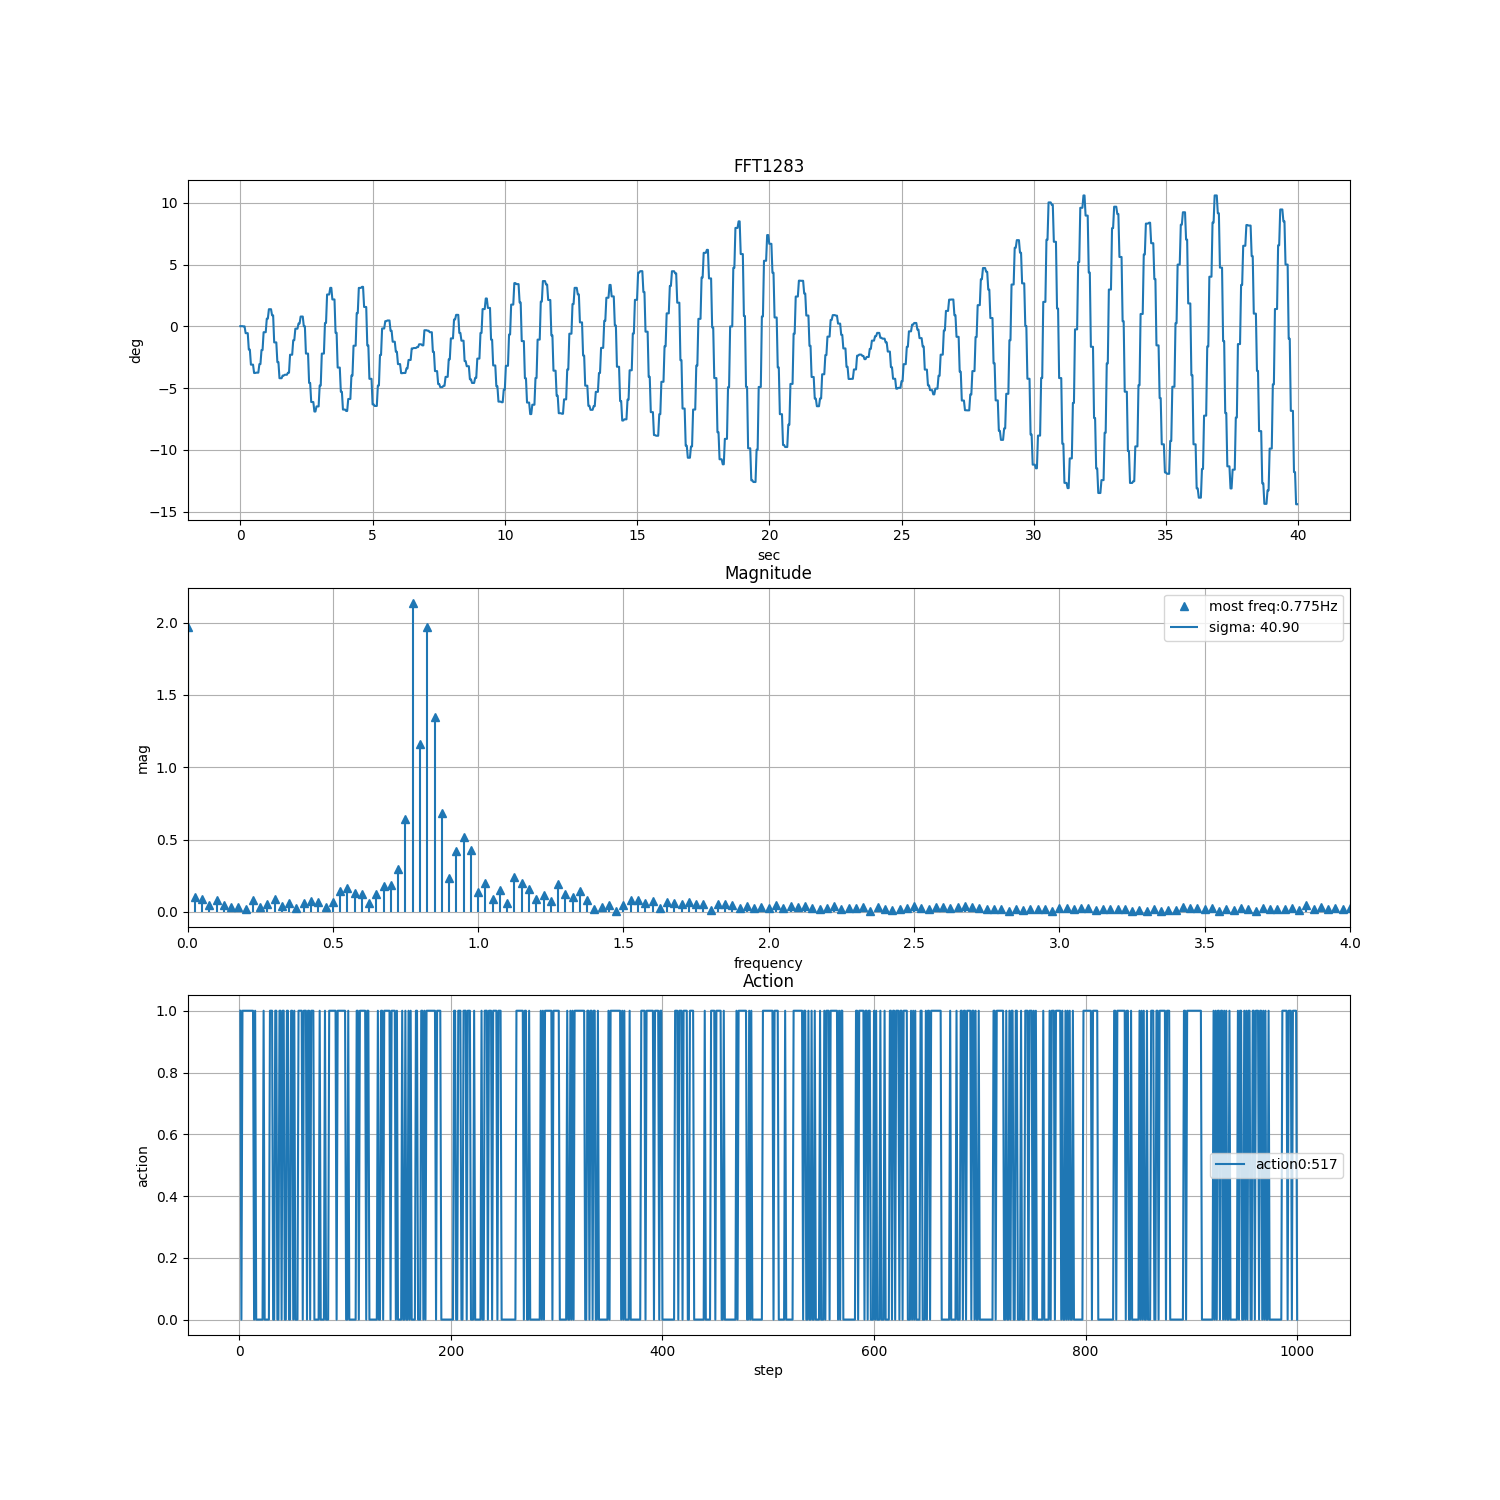 FFT1283
10
5
0
−5
−10
−15
deg
0 5 10 15 20 25 30 35 40
sec
Magnitude
2.0
1.5
1.0
0.5
0.0
mag
most freq:0.775Hz
sigma: 40.90
0.0 0.5 1.0 1.5 2.0 2.5 3.0 3.5 4.0
frequency
Action
1.0
0.8
0.6
0.4
0.2
0.0
action
action0:517
0 200 400 600 800 1000
step